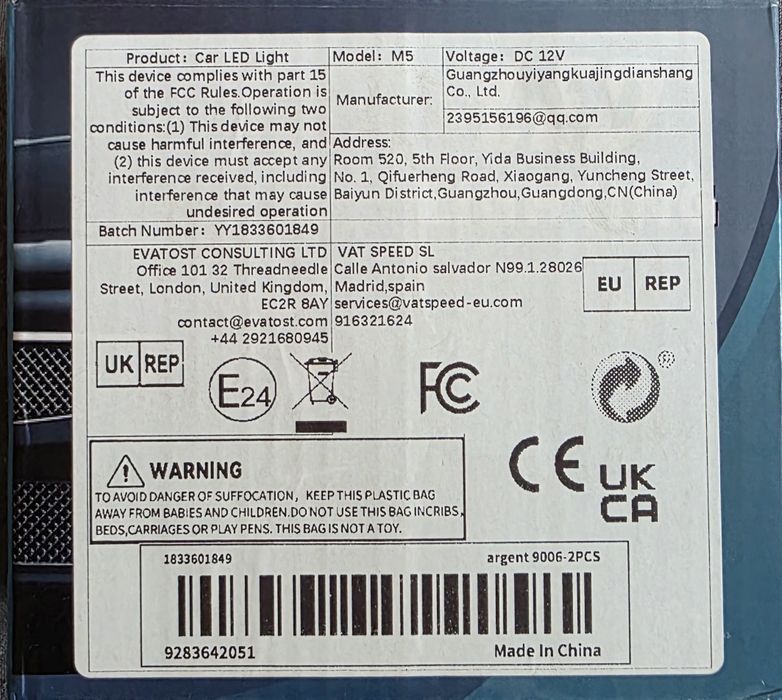 Product: Car LED Light
Model: M5
Voltage: DC 12V
This device complies with part 15
of the FCC Rules.Operation is
subject to the following two
conditions:(1) This device may not
cause harmful interference, and
(2) this device must accept any
interference received, including
interference that may cause
undesired operation
Manufacturer:
Guangzhouyiyangkuajingdianshang
Co., Ltd.
2395156196@qq.com
Address:
Room 520, 5th Floor, Yida Business Building,
No. 1, Qifuerheng Road, Xiaogang, Yuncheng Street,
Baiyun District,Guangzhou,Guangdong,CN(China)
Batch Number: YY1833601849
EVATOST CONSULTING LTD
Office 101 32 Threadneedle
Street, London, United Kingdom,
EC2R 8AY
contact@evatost.com
+44 2921680945
VAT SPEED SL
Calle Antonio salvador N99.1.28026
Madrid,spain
services@vatspeed-eu.com
916321624
EU REP
UK REP
E24
FC
CE
UK
CA
WARNING
TO AVOID DANGER OF SUFFOCATION, KEEP THIS PLASTIC BAG
AWAY FROM BABIES AND CHILDREN.DO NOT USE THIS BAG INCRIBS,
BEDS,CARRIAGES OR PLAY PENS. THIS BAG IS NOT A TOY.
1833601849
argent 9006-2PCS
9283642051
Made In China